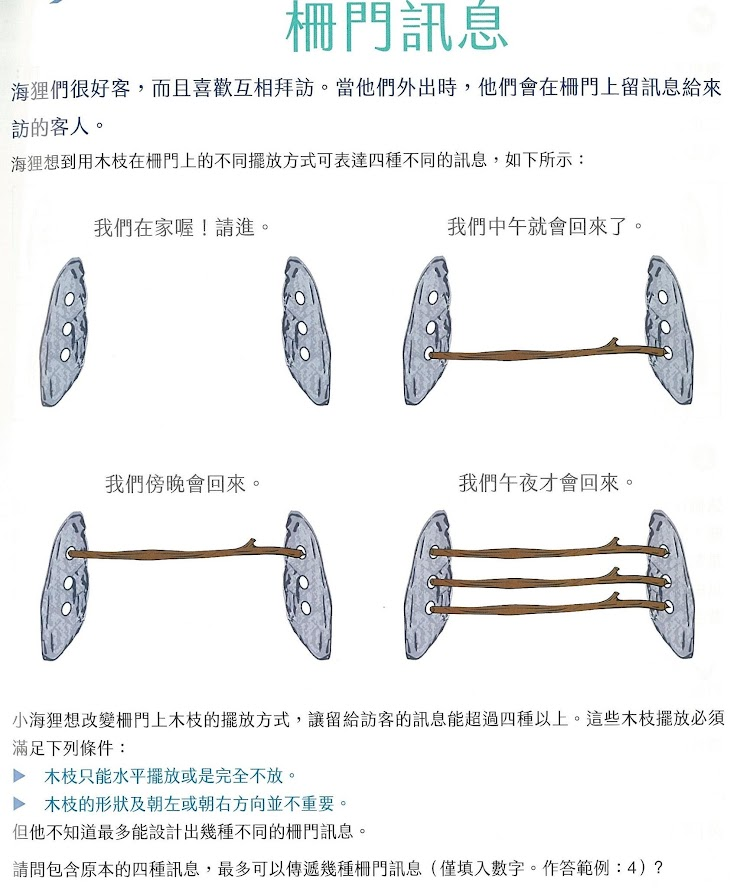 柵門訊息
海狸們很好客，而且喜歡互相拜訪。當他們外出時，他們會在柵門上留訊息給來
訪的客人。
海狸想到用木枝在柵門上的不同擺放方式可表達四種不同的訊息，如下所示：
我們在家喔！請進。
我們中午就會回來了。
我們傍晚會回來。
我們午夜才會回來。
小海狸想改變柵門上木枝的擺放方式，讓留給訪客的訊息能超過四種以上。這些木枝擺放必須
滿足下列條件：
▶ 木枝只能水平擺放或是完全不放。
▶ 木枝的形狀及朝左或朝右方向並不重要。
但他不知道最多能設計出幾種不同的柵門訊息。
請問包含原本的四種訊息，最多可以傳遞幾種柵門訊息（僅填入數字。作答範例：4）？